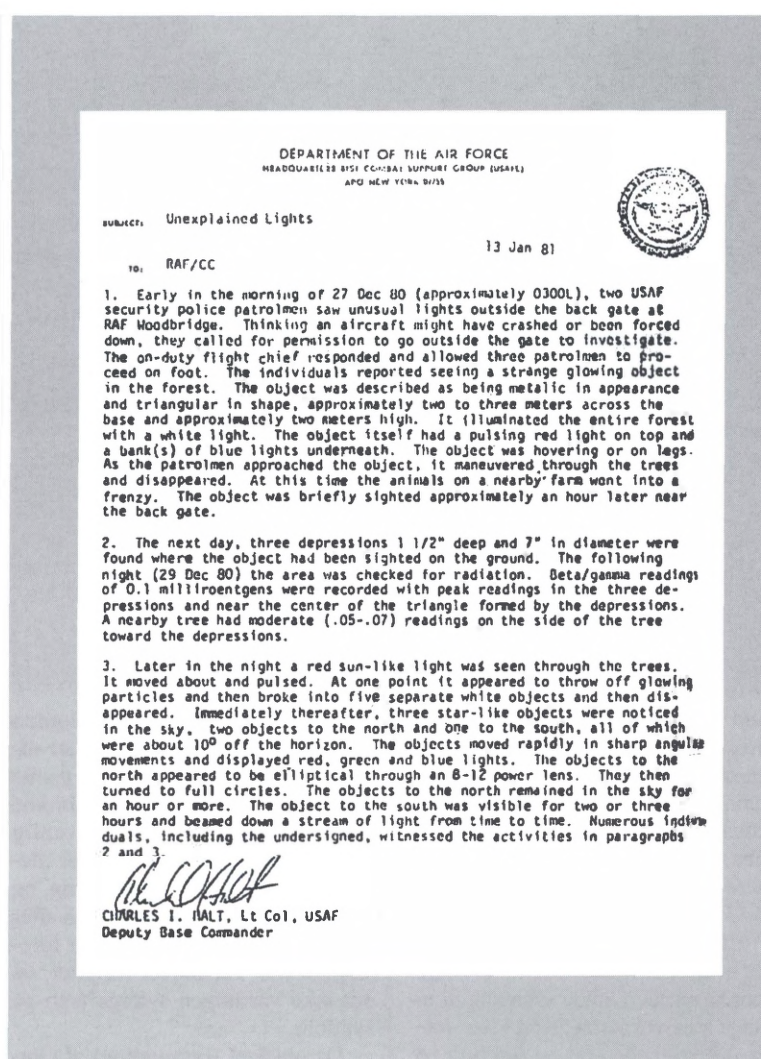 DEPARTMENT OF THE AIR FORCE
HEADQUARTERS 81ST COMBAT SUPPORT GROUP (USAFE)
APO NEW YORK 09755
SUBJECT: Unexplained Lights
13 Jan 81
TO: RAF/CC
1. Early in the morning of 27 Dec 80 (approximately 0300L), two USAF
security police patrolmen saw unusual lights outside the back gate at
RAF Woodbridge. Thinking an aircraft might have crashed or been forced
down, they called for permission to go outside the gate to investigate.
The on-duty flight chief responded and allowed three patrolmen to pro-
ceed on foot. The individuals reported seeing a strange glowing object
in the forest. The object was described as being metalic in appearance
and triangular in shape, approximately two to three meters across the
base and approximately two meters high. It illuminated the entire forest
with a white light. The object itself had a pulsing red light on top and
a bank(s) of blue lights underneath. The object was hovering or on legs.
As the patrolmen approached the object, it maneuvered through the trees
and disappeared. At this time the animals on a nearby farm went into a
frenzy. The object was briefly sighted approximately an hour later near
the back gate.
2. The next day, three depressions 1 1/2" deep and 7" in diameter were
found where the object had been sighted on the ground. The following
night (29 Dec 80) the area was checked for radiation. Beta/gamma readings
of 0.1 milliroentgens were recorded with peak readings in the three de-
pressions and near the center of the triangle formed by the depressions.
A nearby tree had moderate (.05-.07) readings on the side of the tree
toward the depressions.
3. Later in the night a red sun-like light was seen through the trees.
It moved about and pulsed. At one point it appeared to throw off glowing
particles and then broke into five separate white objects and then dis-
appeared. Immediately thereafter, three star-like objects were noticed
in the sky, two objects to the north and one to the south, all of which
were about 10° off the horizon. The objects moved rapidly in sharp angular
movements and displayed red, green and blue lights. The objects to the
north appeared to be elliptical through an 8-12 power lens. They then
turned to full circles. The objects to the north remained in the sky for
an hour or more. The object to the south was visible for two or three
hours and beamed down a stream of light from time to time. Numerous indivi-
duals, including the undersigned, witnessed the activities in paragraphs
2 and 3.
CHARLES I. HALT, Lt Col, USAF
Deputy Base Commander